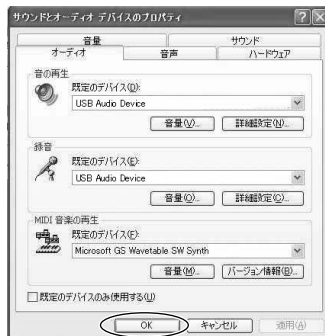 サウンドとオーディオ デバイスのプロパティ
音量 サウンド
オーディオ 音声 ハードウェア
音の再生
既定のデバイス(D):
USB Audio Device
音量(V)... 詳細設定(N)...
録音
既定のデバイス(E):
USB Audio Device
音量(O)... 詳細設定(C)...
MIDI 音楽の再生
既定のデバイス(F):
Microsoft GS Wavetable SW Synth
音量(M)... バージョン情報(B)...
既定のデバイスのみ使用する(U)
OK キャンセル 適用(A)